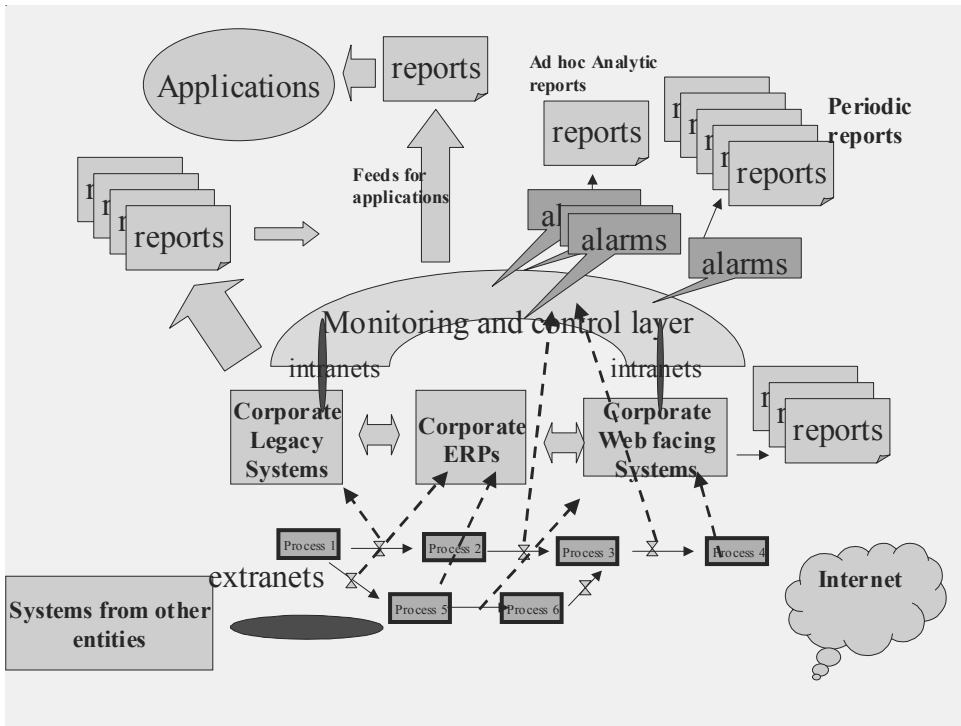 Applications
reports
Ad hoc Analytic
reports
reports
Periodic
reports
r
r
r
r
reports
Feeds for
applications
r
r
r
reports
al
alarms
alarms
Monitoring and control layer
intranets
intranets
Corporate
Legacy
Systems
Corporate
ERPs
Corporate
Web facing
Systems
r
r
reports
Process 1
Process 2
Process 3
Process 4
extranets
Process 5
Process 6
Systems from other
entities
Internet